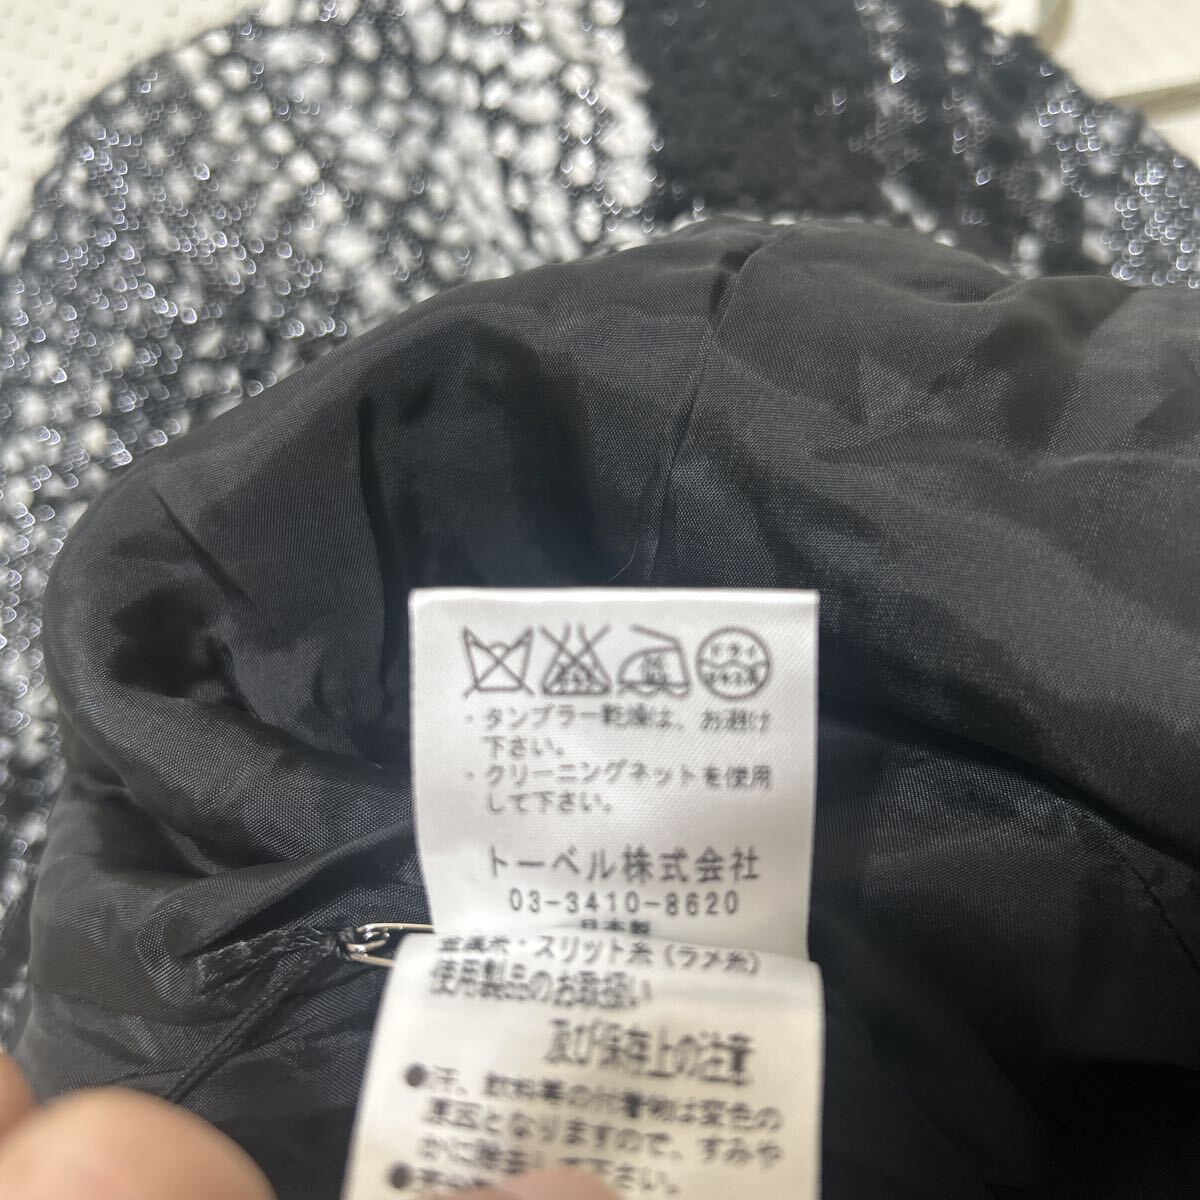 ドライ
・タンブラー乾燥は、お避け
下さい。
・クリーニングネットを使用
して下さい。
トーベル株式会社
03-3410-8620
日本製
金属糸・スリット糸(ラメ糸)
使用製品のお取扱い
及び保存上の注意
●汗、飲料等の付着物は変色の
原因となりますので、すみや
かに除去して下さい。